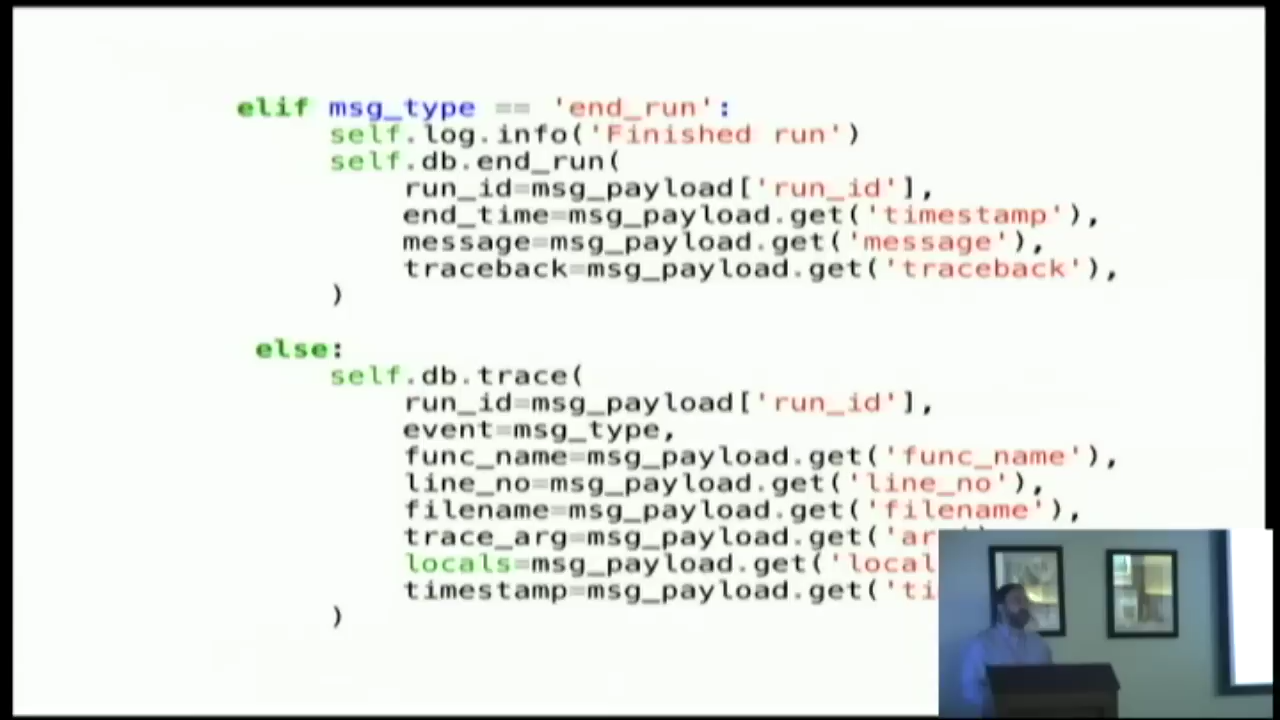 elif msg_type == 'end_run':
self.log.info('Finished run')
self.db.end_run(
run_id=msg_payload['run_id'],
end_time=msg_payload.get('timestamp'),
message=msg_payload.get('message'),
traceback=msg_payload.get('traceback'),
)
else:
self.db.trace(
run_id=msg_payload['run_id'],
event=msg_type,
func_name=msg_payload.get('func_name'),
line_no=msg_payload.get('line_no'),
filename=msg_payload.get('filename'),
trace_arg=msg_payload.get('
locals=msg_payload.get('
timestamp=msg_payload.get('
)